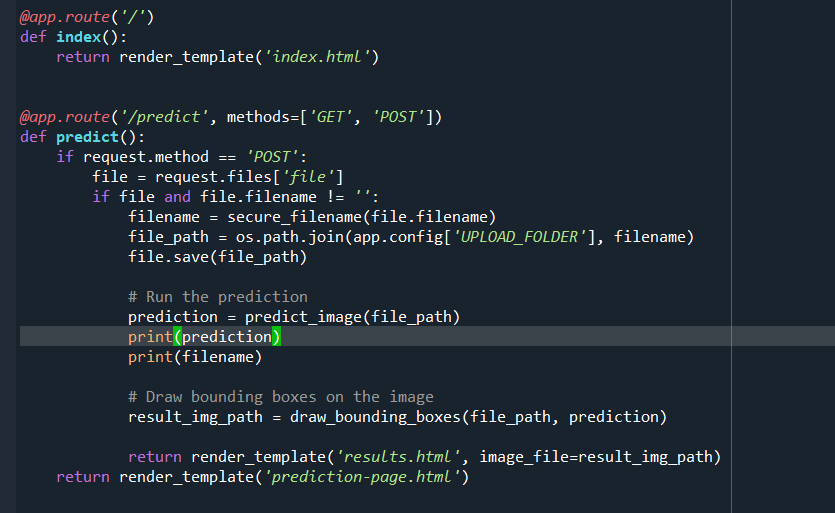 @app.route('/')
def index():
    return render_template('index.html')
@app.route('/predict', methods=['GET', 'POST'])
def predict():
    if request.method == 'POST':
        file = request.files['file']
        if file and file.filename != '':
            filename = secure_filename(file.filename)
            file_path = os.path.join(app.config['UPLOAD_FOLDER'], filename)
            file.save(file_path)
            # Run the prediction
            prediction = predict_image(file_path)
            print(prediction)
            print(filename)
            # Draw bounding boxes on the image
            result_img_path = draw_bounding_boxes(file_path, prediction)
            return render_template('results.html', image_file=result_img_path)
    return render_template('prediction-page.html')